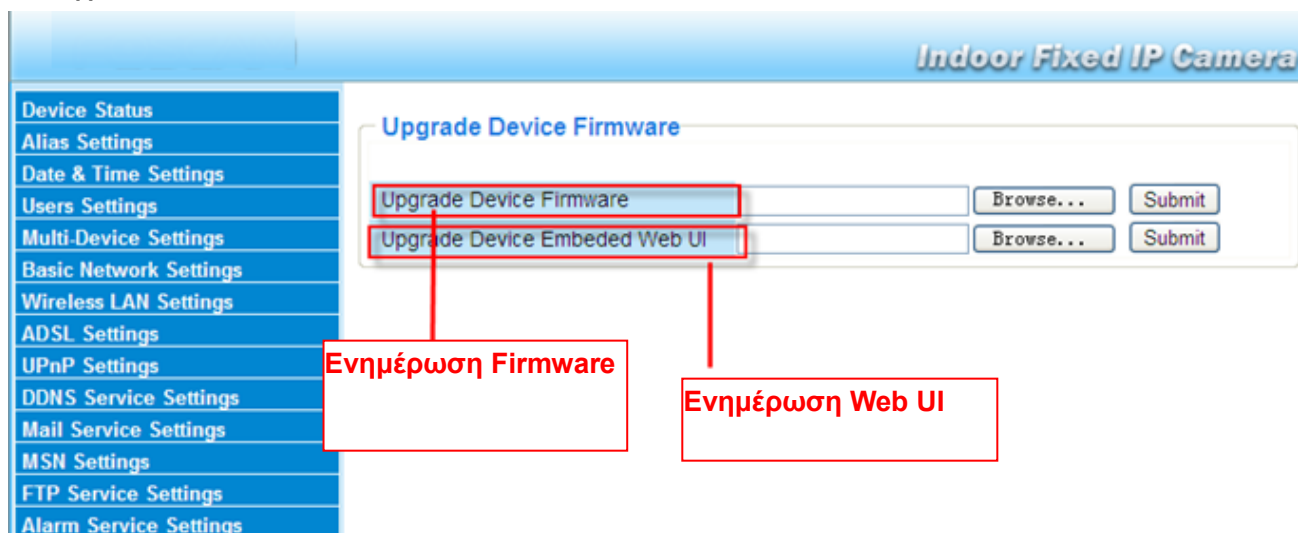 Indoor Fixed IP Camera
Device Status
Alias Settings
Date & Time Settings
Users Settings
Multi-Device Settings
Basic Network Settings
Wireless LAN Settings
ADSL Settings
UPnP Settings
DDNS Service Settings
Mail Service Settings
MSN Settings
FTP Service Settings
Alarm Service Settings
Upgrade Device Firmware
Upgrade Device Firmware Browse... Submit
Upgrade Device Embeded Web UI Browse... Submit
Ενημέρωση Firmware
Ενημέρωση Web UI